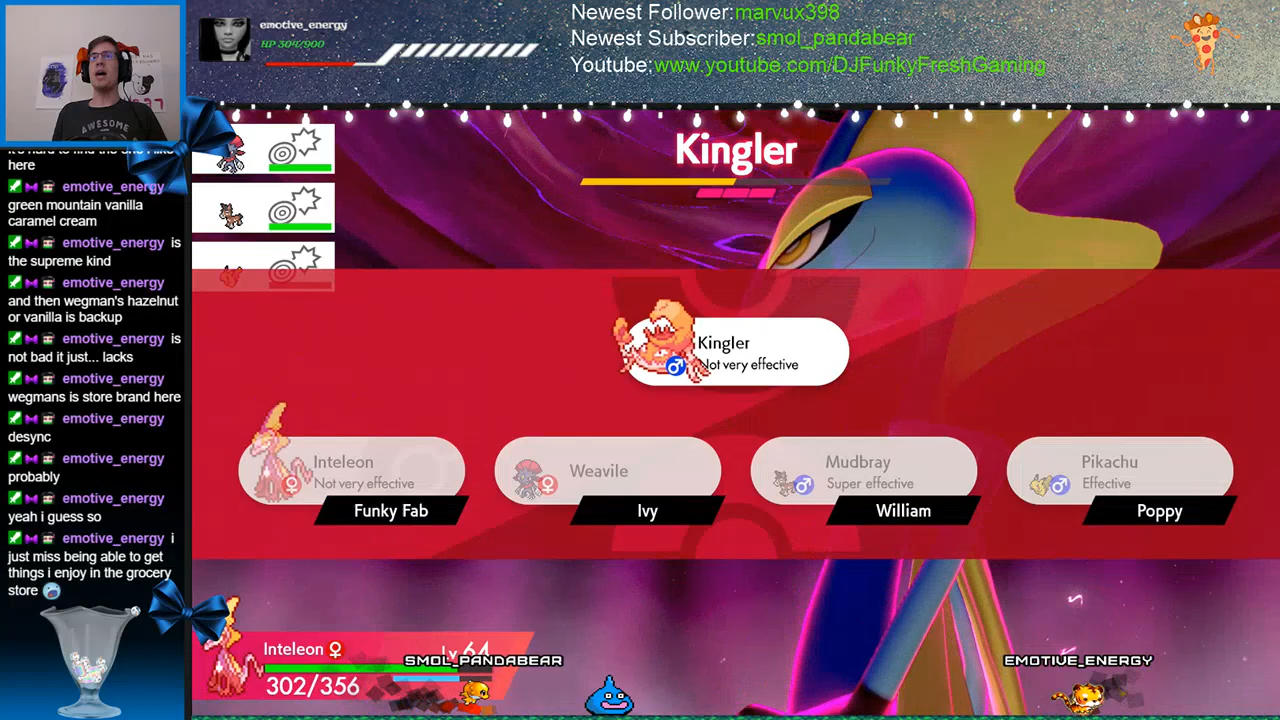 emotive_energy
HP 304/900
Newest Follower:marvux398
Newest Subscriber:smol_pandabear
Youtube;www.youtube.com/DJFunkyFreshGaming
AWESOME
here
emotive_energy
green mountain vanilla
caramel cream
emotive_energy is
the supreme kind
emotive_energy
and then wegman's hazelnut
or vanilla is backup
emotive_energy is
not bad it just... lacks
emotive_energy
wegmans is store brand here
emotive_energy
desync
emotive_energy
probably
emotive_energy
yeah i guess so
emotive_energy i
just miss being able to get
things i enjoy in the grocery
store
Kingler
Kingler
Not very effective
Inteleon
Not very effective
Funky Fab
Weavile
Ivy
Mudbray
Super effective
William
Pikachu
Effective
Poppy
Inteleon
Lv. 64
302/356
SMOL_PANDABEAR
EMOTIVE_ENERGY